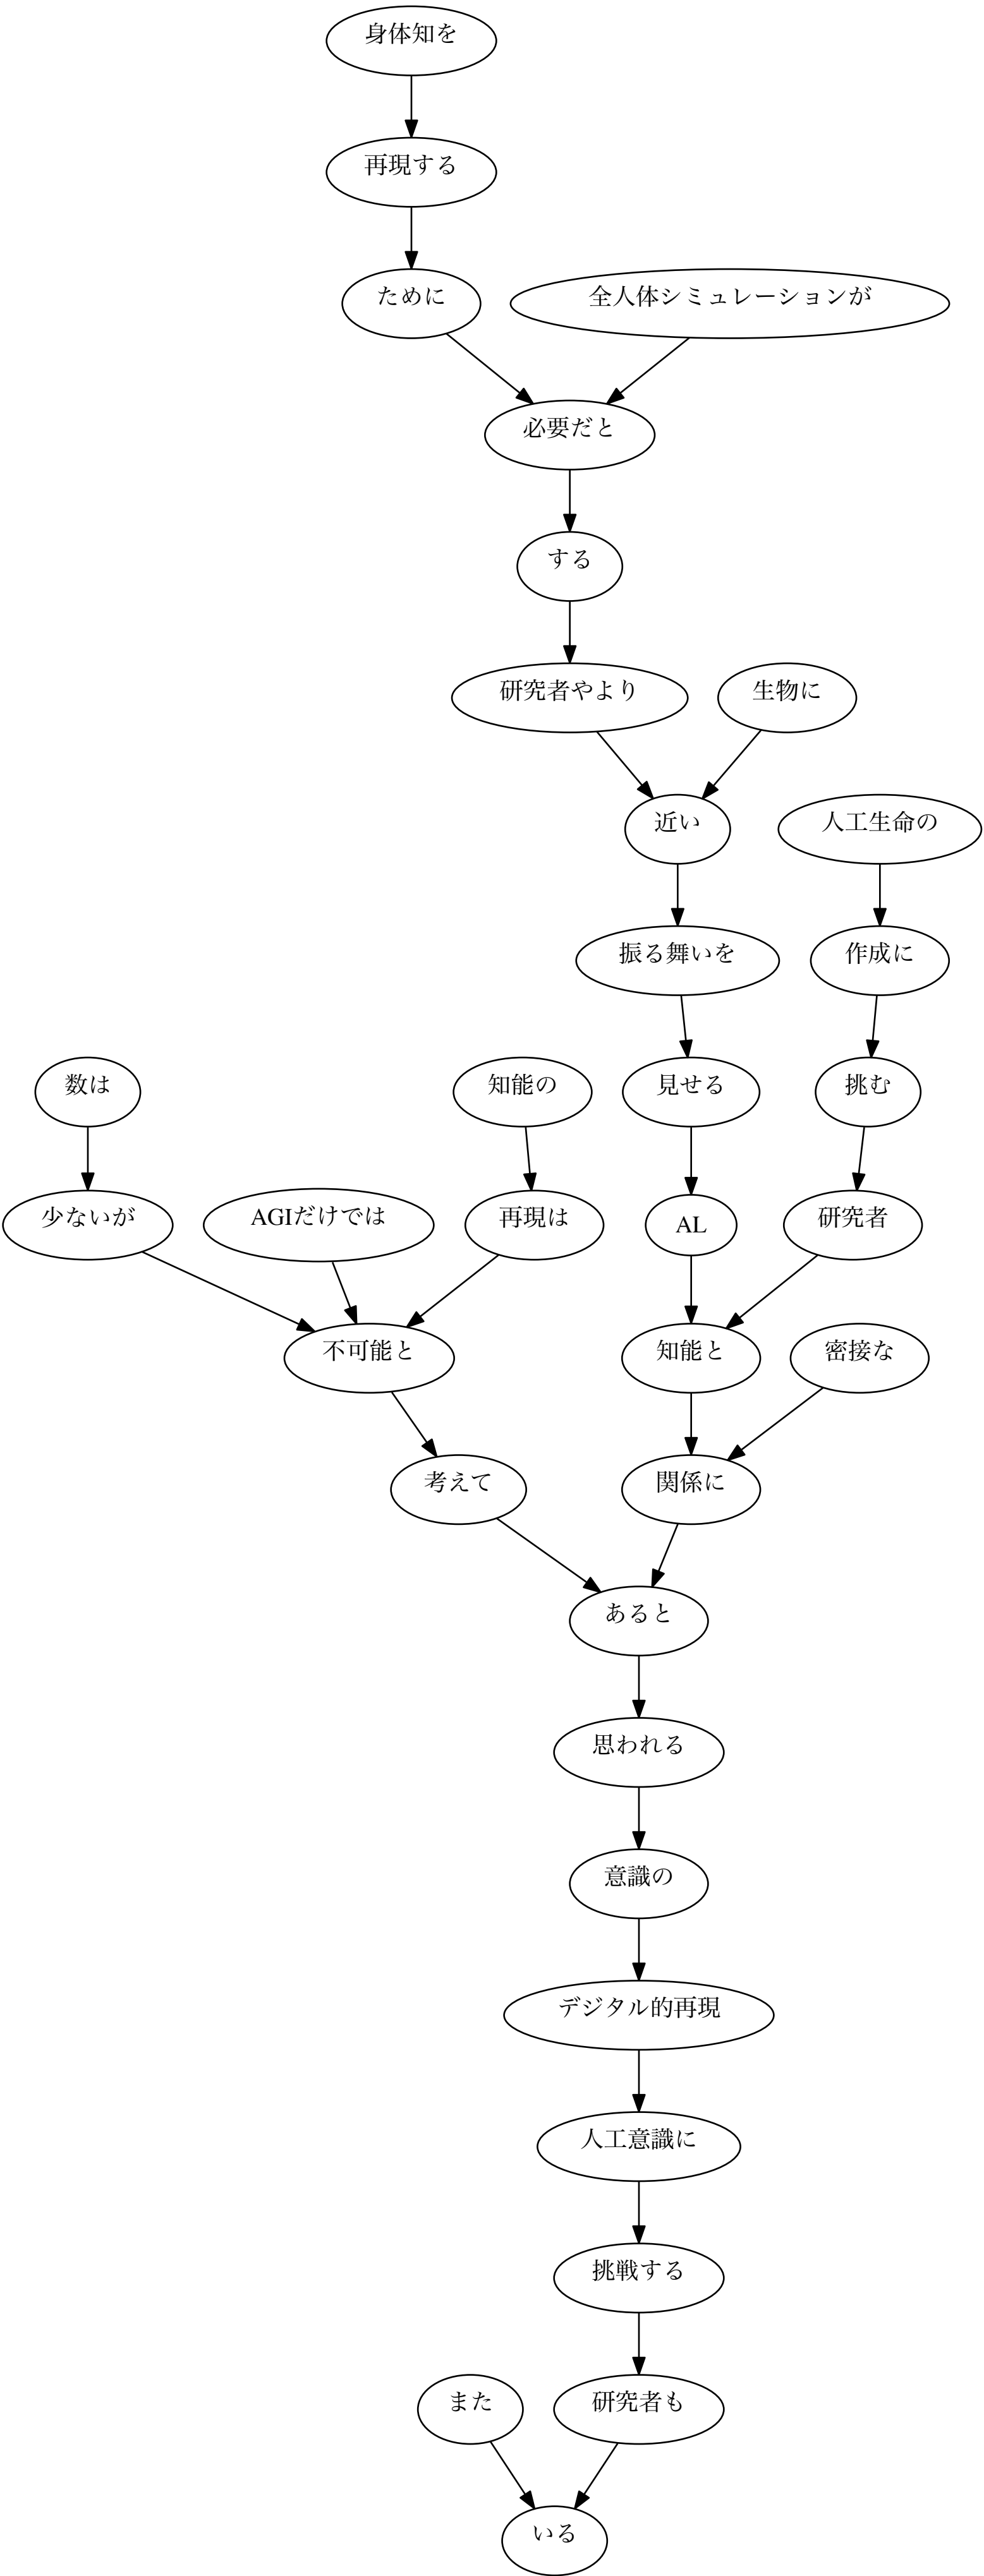 身体知を
再現する
ために
全人体シミュレーションが
必要だと
する
研究者やより
生物に
近い
人工生命の
振る舞いを
作成に
数は
知能の
見せる
挑む
少ないが
AGIだけでは
再現は
AL
研究者
不可能と
知能と
密接な
考えて
関係に
あると
思われる
意識の
デジタル的再現
人工意識に
挑戦する
また
研究者も
いる